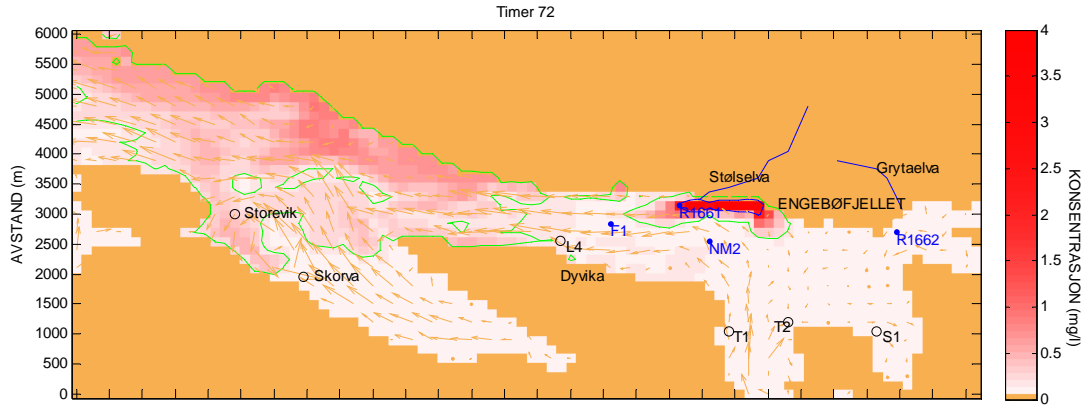 Timer 72
AVSTAND (m)
6000
5500
5000
4500
4000
3500
3000
2500
2000
1500
1000
500
0
Stølselva
Grytaelva
R1661
ENGEBØFJELLET
Storevik
F1
R1662
L4
NM2
Skorva
Dyvika
T1
T2
S1
4
3.5
3
2.5
2
1.5
1
0.5
0
KONSENTRASJON (mg/l)